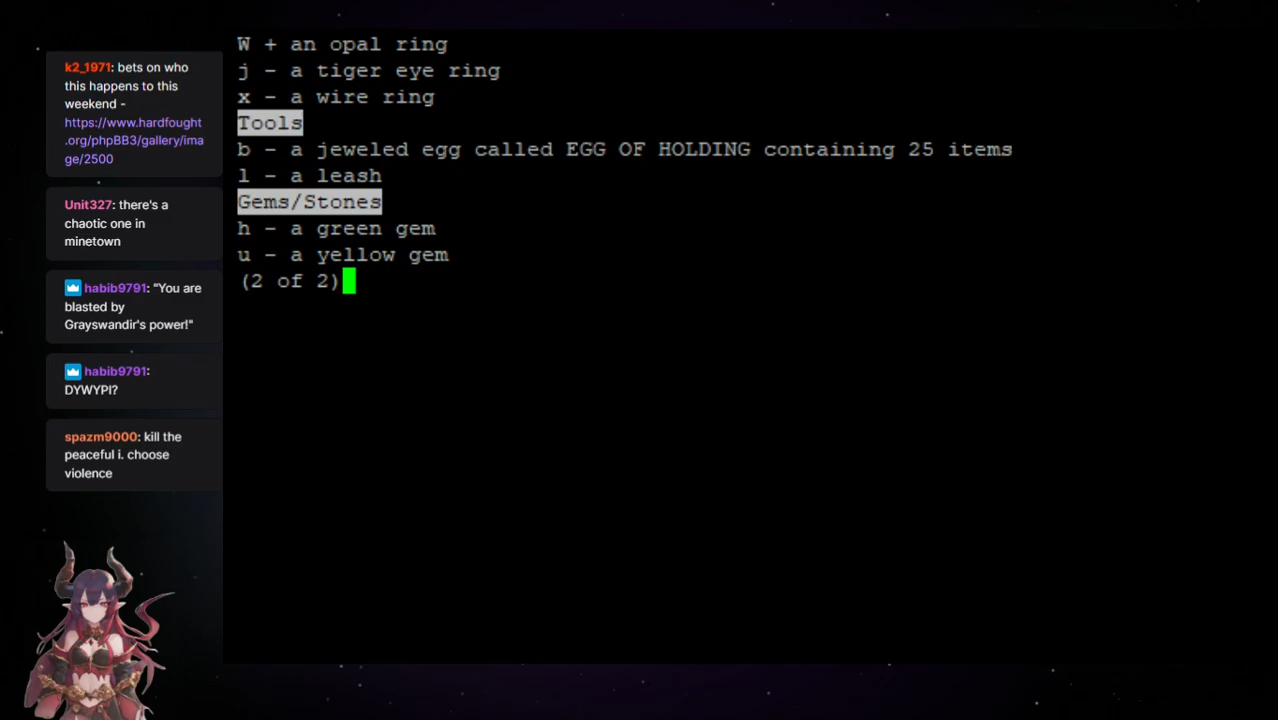 k2_1971: bets on who
this happens to this
weekend -
https://www.hardfought
.org/phpBB3/gallery/ima
ge/2500
Unit327: there's a
chaotic one in
minetown
habib9791: "You are
blasted by
Grayswandir's power!"
habib9791:
DYWYPI?
spazm9000: kill the
peaceful i. choose
violence
W + an opal ring
j - a tiger eye ring
x - a wire ring
Tools
b - a jeweled egg called EGG OF HOLDING containing 25 items
l - a leash
Gems/Stones
h - a green gem
u - a yellow gem
(2 of 2)